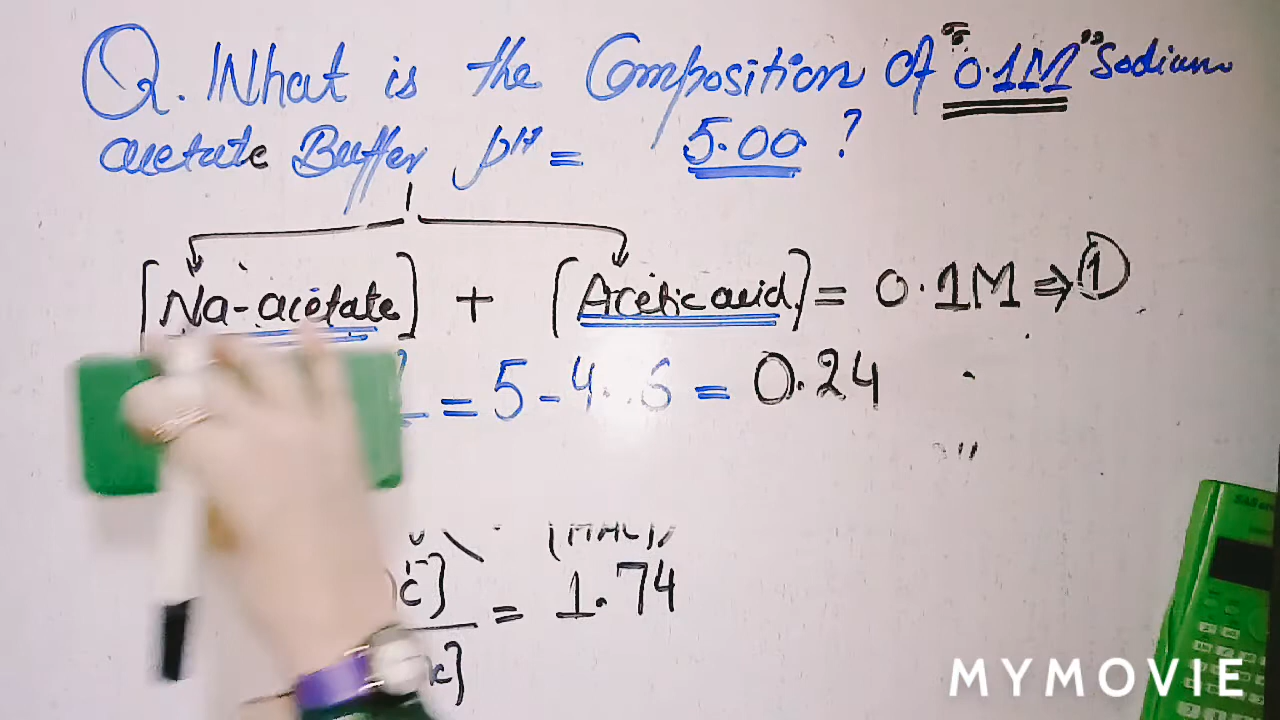 Q. What is the Composition of 0.1M Sodium
acetate Buffer pH = 5.00 ?
[Na-acetate] + [Acetic acid] = 0.1M ⇒ ①
= 5 - 4. 6 = 0.24
c] = 1.74
c]
MYMOVIE